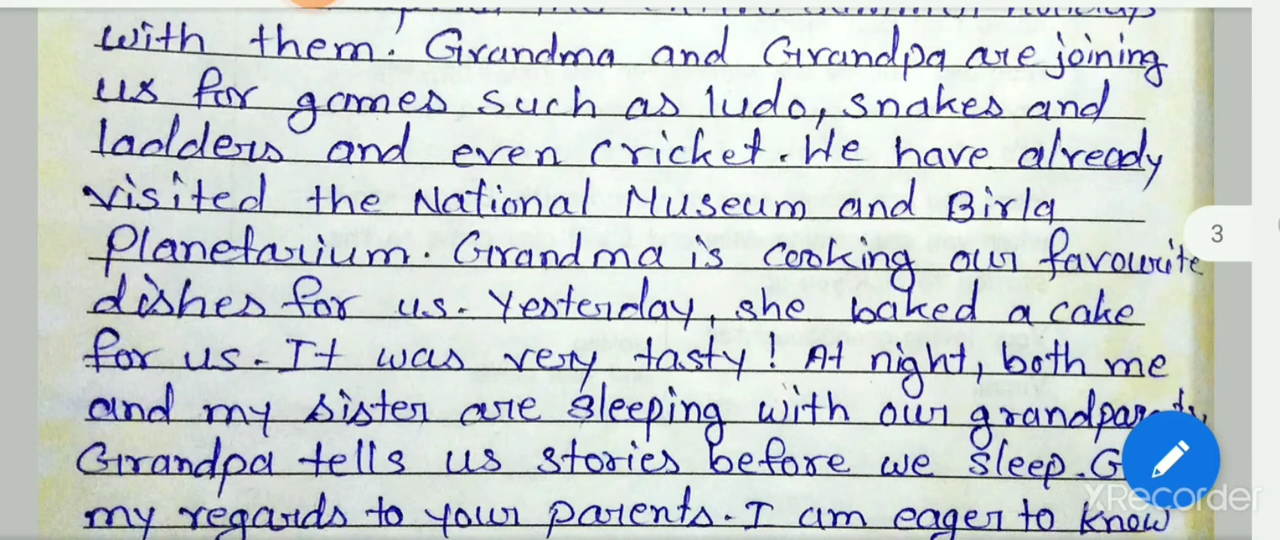 with them. Grandma and Grandpa are joining
us for games such as ludo, snakes and
ladders and even cricket. We have already
visited the National Museum and Birla
Planetarium. Grandma is cooking our favourite
dishes for us. Yesterday, she baked a cake
for us. It was very tasty! At night, both me
and my sister are sleeping with our
Grandpa tells us stories before we sleep.
my regards to your parents. I am eager to know
3
XRecorder